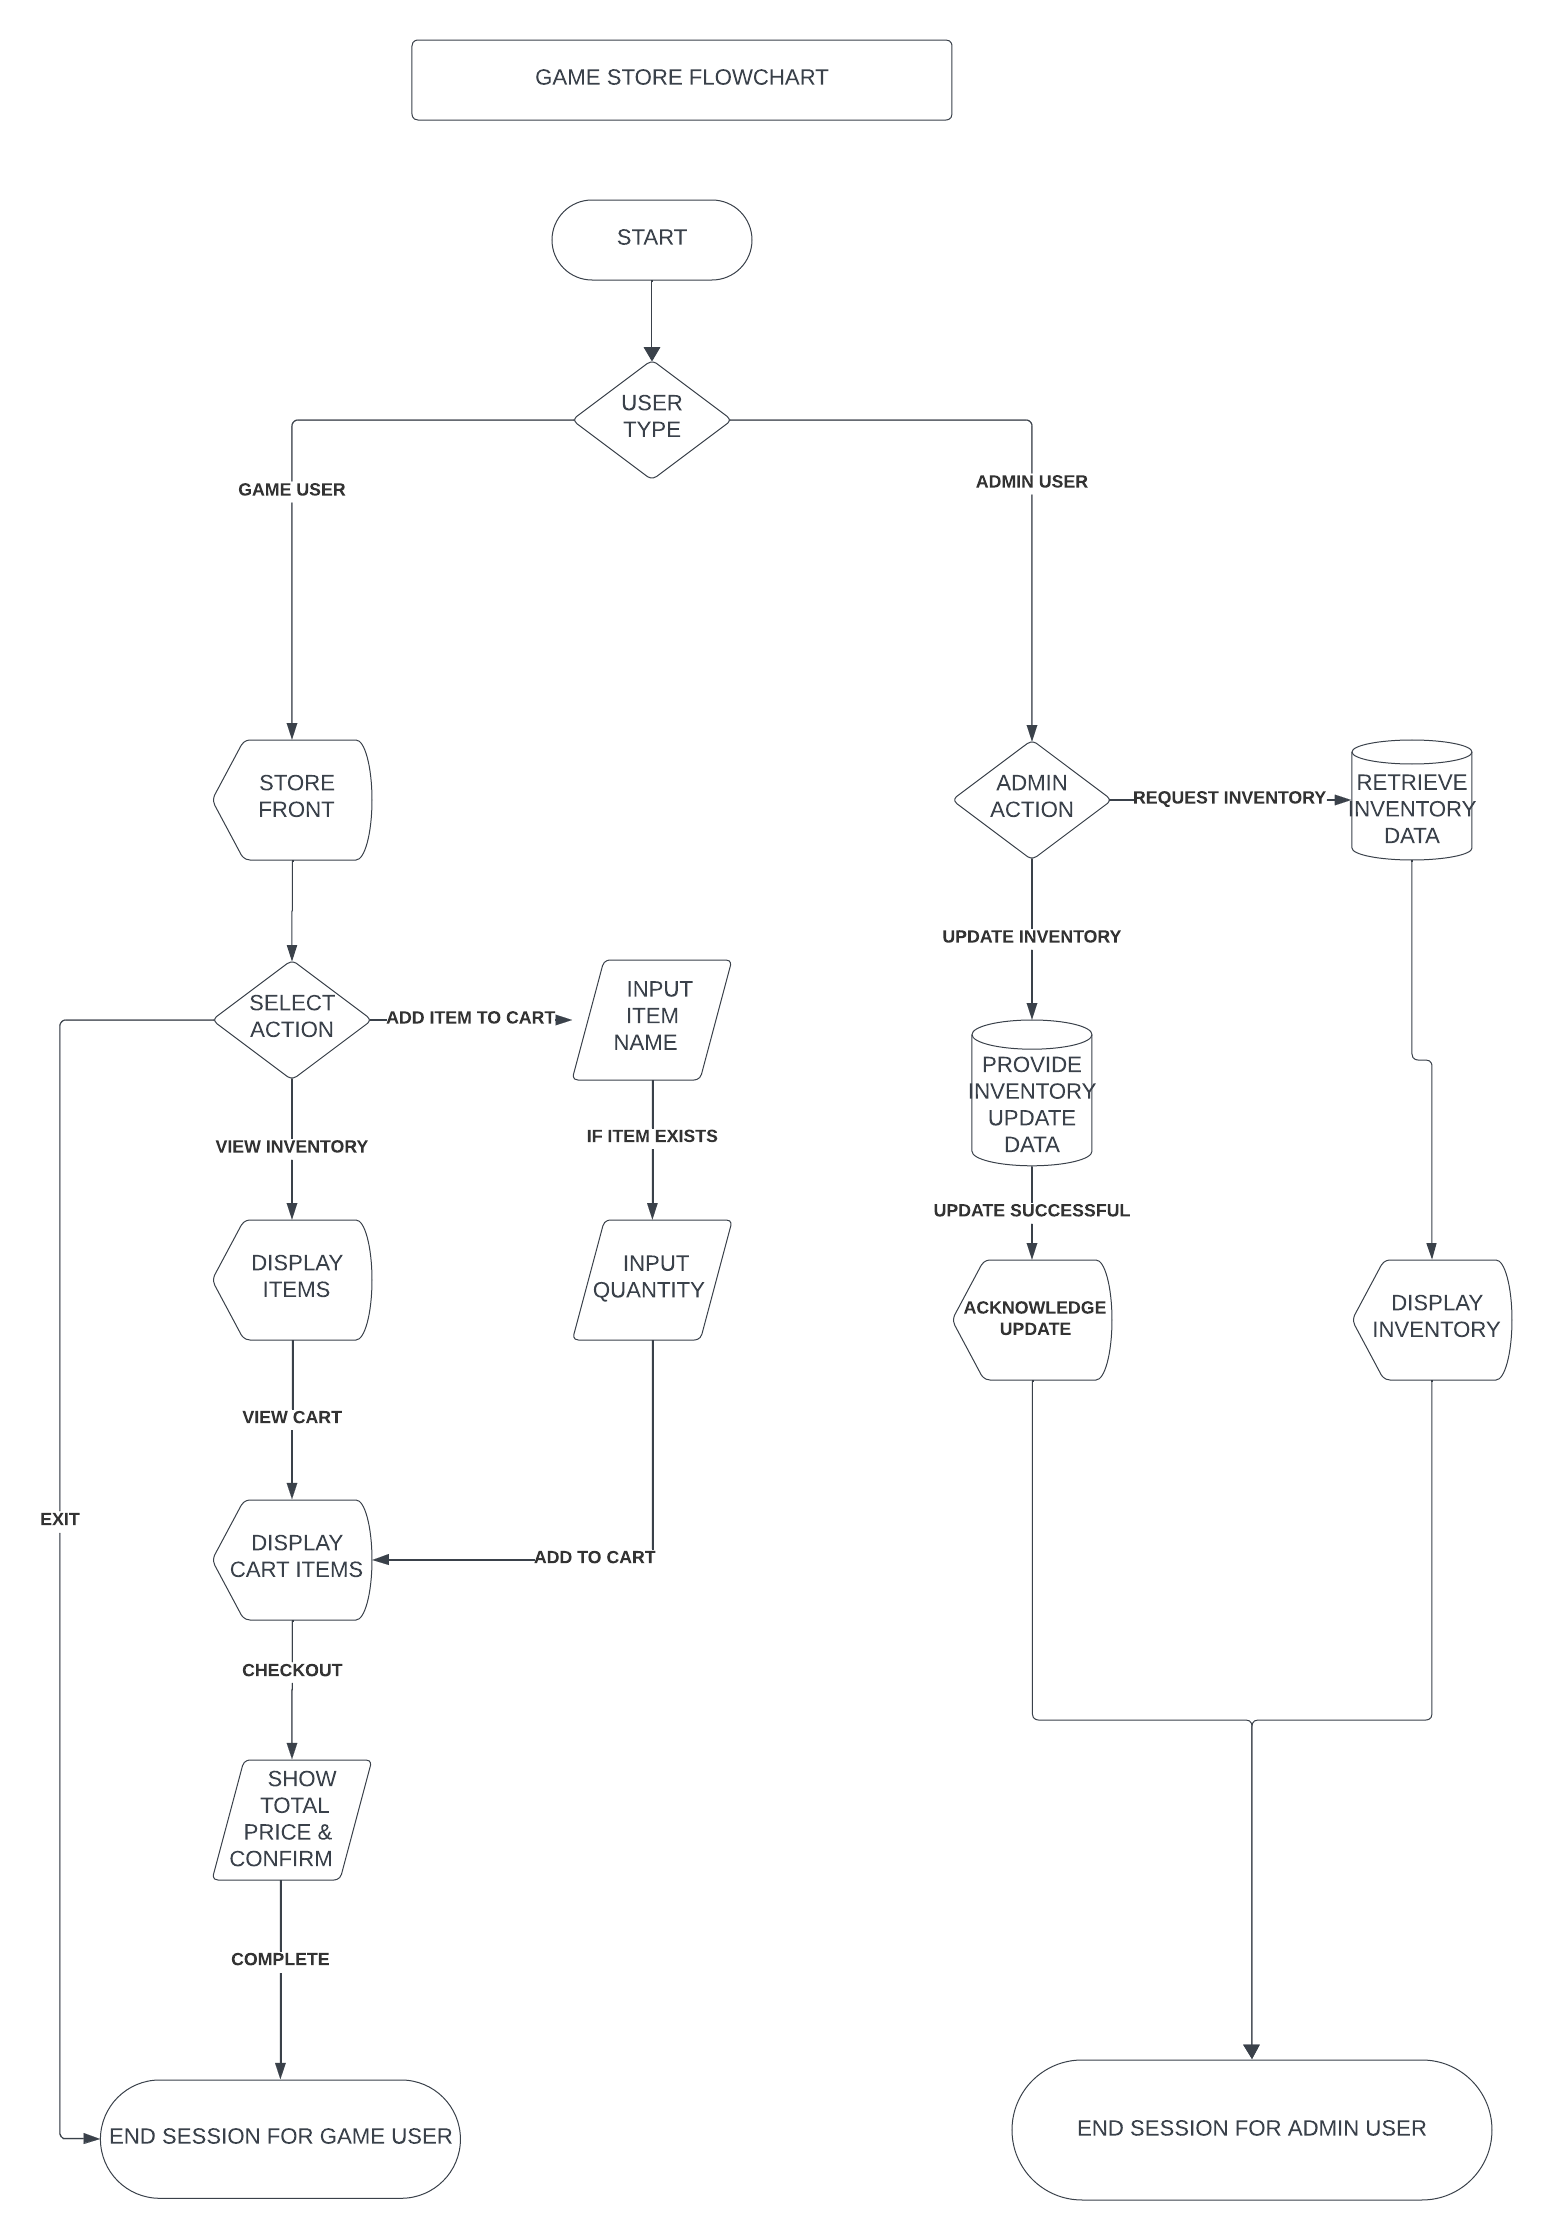 GAME STORE FLOWCHART
START
USER
TYPE
GAME USER
ADMIN USER
STORE
FRONT
ADMIN
ACTION
REQUEST INVENTORY
RETRIEVE
INVENTORY
DATA
UPDATE INVENTORY
SELECT
ACTION
ADD ITEM TO CART
INPUT
ITEM
NAME
PROVIDE
INVENTORY
UPDATE
DATA
VIEW INVENTORY
IF ITEM EXISTS
UPDATE SUCCESSFUL
DISPLAY
ITEMS
INPUT
QUANTITY
ACKNOWLEDGE
UPDATE
DISPLAY
INVENTORY
VIEW CART
EXIT
DISPLAY
CART ITEMS
ADD TO CART
CHECKOUT
SHOW
TOTAL
PRICE &
CONFIRM
COMPLETE
END SESSION FOR GAME USER
END SESSION FOR ADMIN USER